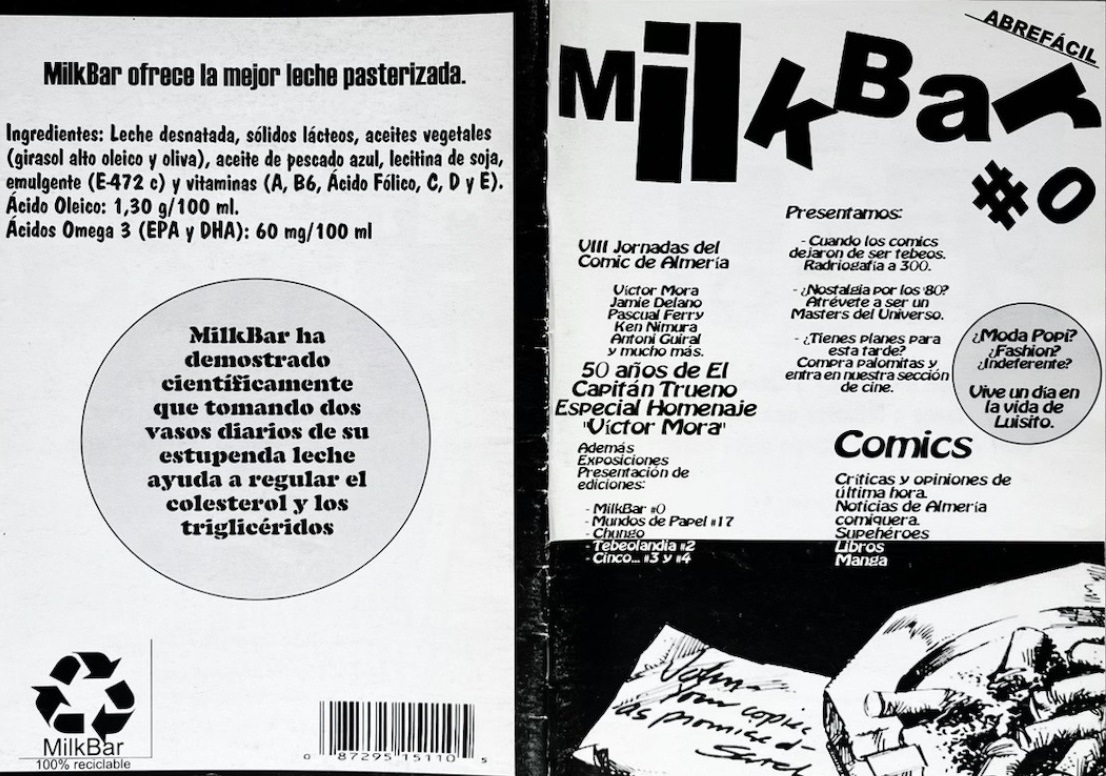 MilkBar ofrece la mejor leche pasterizada.
Ingredientes: Leche desnatada, sólidos lácteos, aceites vegetales
(girasol alto oleico y oliva), aceite de pescado azul, lecitina de soja,
emulgente (E-472 c) y vitaminas (A, B6, Ácido Fólico, C, D y E).
Ácido Oleico: 1,30 g/100 ml.
Ácidos Omega 3 (EPA y DHA): 60 mg/100 ml
MilkBar ha
demostrado
científicamente
que tomando dos
vasos diarios de su
estupenda leche
ayuda a regular el
colesterol y los
triglicéridos
MilkBar
100% reciclable
0 87295 15110 5
ABREFÁCIL
MilkBar
#0
VIII Jornadas del
Comic de Almería
Víctor Mora
Jamie Delano
Pascual Ferry
Ken Nimura
Antoni Guiral
y mucho más.
50 años de El
Capitán Trueno
Especial Homenaje
"Víctor Mora"
Además
Exposiciones
Presentación de
ediciones:
- MilkBar #0
- Mundos de Papel #17
- Chungo
- Tebeolandia #2
- Cinco... #3 y #4
Presentamos:
- Cuando los comics
dejaron de ser tebeos.
Radriogafía a 300.
- ¿Nostalgia por los '80?
Atrévete a ser un
Masters del Universo.
- ¿Tienes planes para
esta tarde?
Compra palomitas y
entra en nuestra sección
de cine.
¿Moda Popi?
¿Fashion?
¿Indeferente?
Vive un día en
la vida de
Luisito.
Comics
Críticas y opiniones de
última hora.
Noticias de Almería
comiquera.
Supehéroes
Libros
Manga
Your copies
as promised-